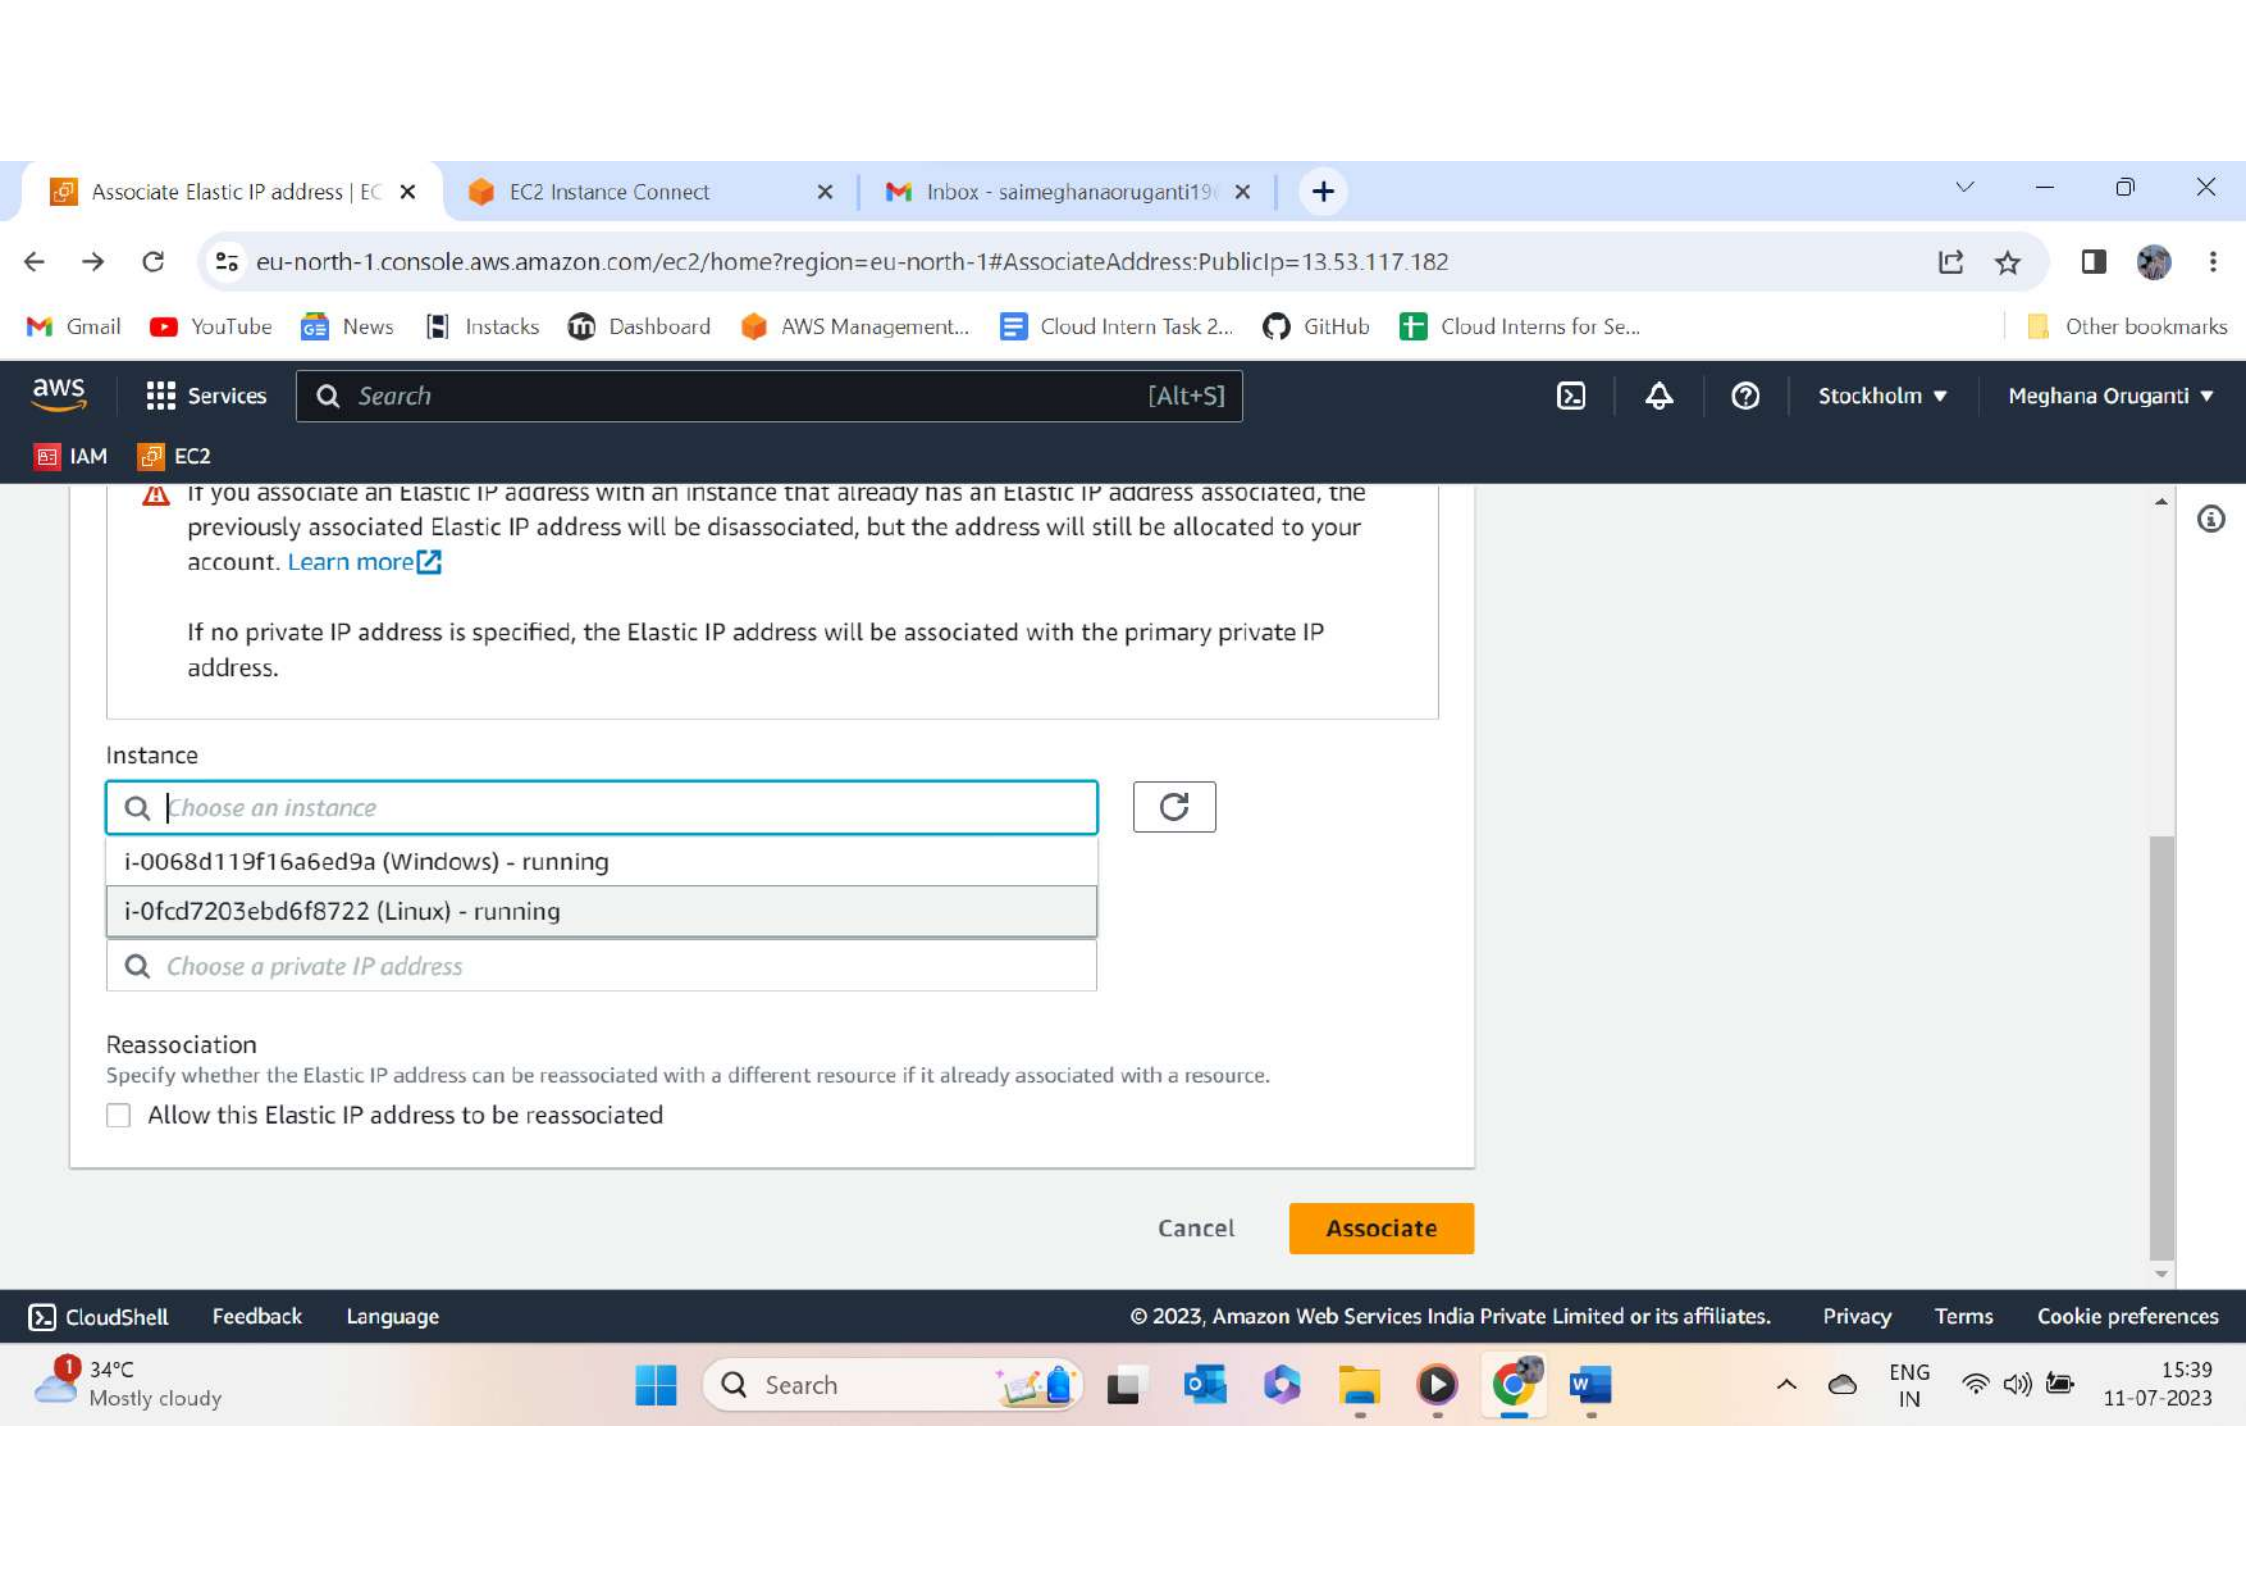 Associate Elastic IP address | EC
EC2 Instance Connect
Inbox - saimeghanaoruganti19
eu-north-1.console.aws.amazon.com/ec2/home?region=eu-north-1#AssociateAddress:PublicIp=13.53.117.182
Gmail YouTube News Instacks Dashboard AWS Management... Cloud Intern Task 2... GitHub Cloud Interns for Se... Other bookmarks
aws Services Search [Alt+S] Stockholm Meghana Oruganti
IAM EC2
If you associate an Elastic IP address with an instance that already has an Elastic IP address associated, the
previously associated Elastic IP address will be disassociated, but the address will still be allocated to your
account. Learn more
If no private IP address is specified, the Elastic IP address will be associated with the primary private IP
address.
Instance
Choose an instance
i-0068d119f16a6ed9a (Windows) - running
i-0fcd7203ebd6f8722 (Linux) - running
Choose a private IP address
Reassociation
Specify whether the Elastic IP address can be reassociated with a different resource if it already associated with a resource.
Allow this Elastic IP address to be reassociated
Cancel Associate
CloudShell Feedback Language © 2023, Amazon Web Services India Private Limited or its affiliates. Privacy Terms Cookie preferences
1 34°C
Mostly cloudy
Search
ENG
IN
15:39
11-07-2023